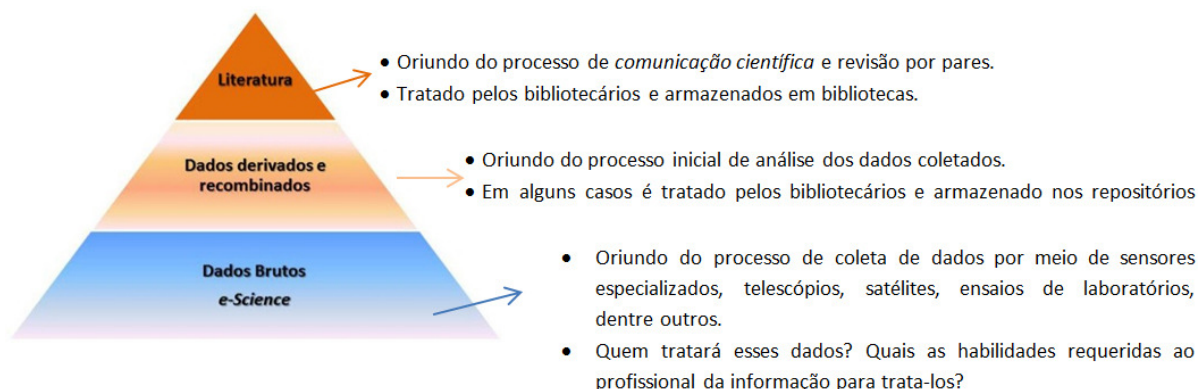 Literatura
• Oriundo do processo de comunicação científica e revisão por pares.
• Tratado pelos bibliotecários e armazenados em bibliotecas.
Dados derivados e
recombinados
• Oriundo do processo inicial de análise dos dados coletados.
• Em alguns casos é tratado pelos bibliotecários e armazenado nos repositórios
Dados Brutos
e-Science
• Oriundo do processo de coleta de dados por meio de sensores
especializados, telescópios, satélites, ensaios de laboratórios,
dentre outros.
• Quem tratará esses dados? Quais as habilidades requeridas ao
profissional da informação para trata-los?